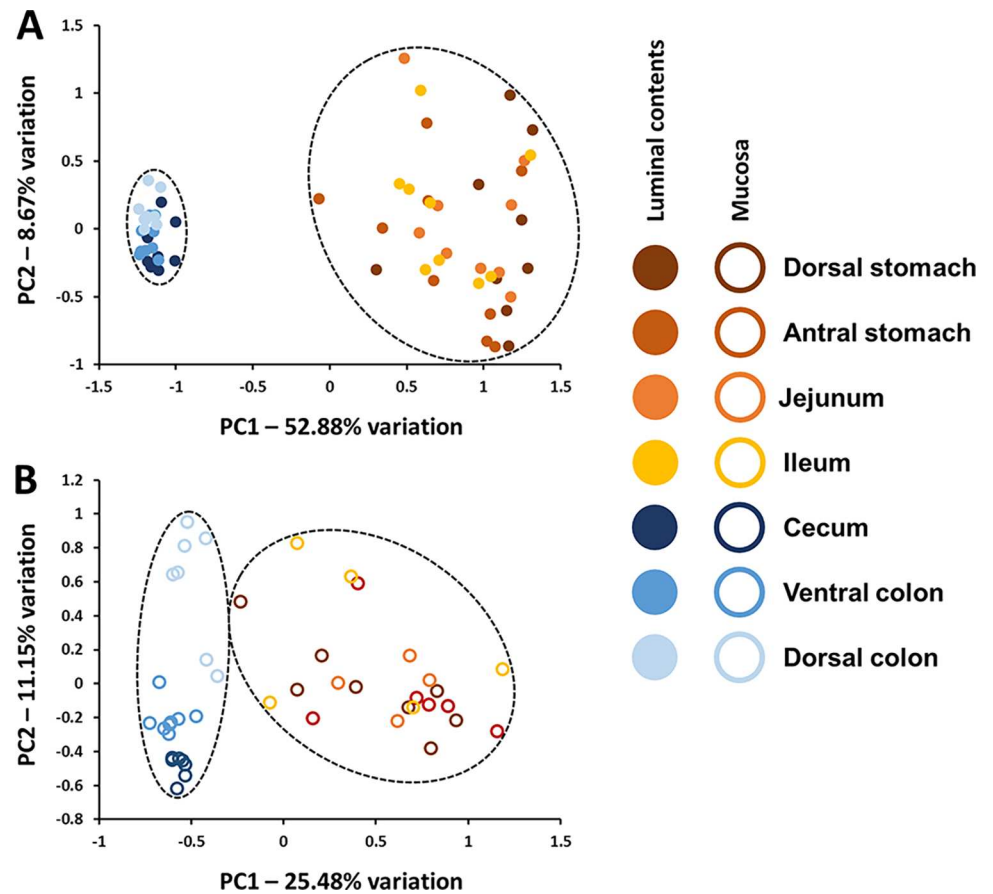 A
1.5
1
0.5
0
-0.5
-1
PC2 – 8.67% variation
-1.5
-1
-0.5
0
0.5
1
1.5
PC1 – 52.88% variation
B
1.2
1
0.8
0.6
0.4
0.2
0
-0.2
-0.4
-0.6
-0.8
PC2 – 11.15% variation
-1
-0.5
0
0.5
1
1.5
PC1 – 25.48% variation
Luminal contents
Mucosa
Dorsal stomach
Antral stomach
Jejunum
Ileum
Cecum
Ventral colon
Dorsal colon